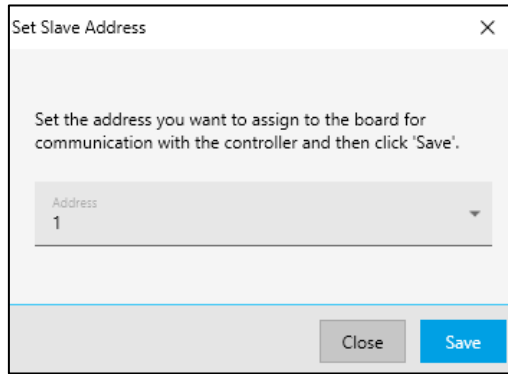 Set Slave Address
Set the address you want to assign to the board for
communication with the controller and then click 'Save'.
Address
1
Close Save